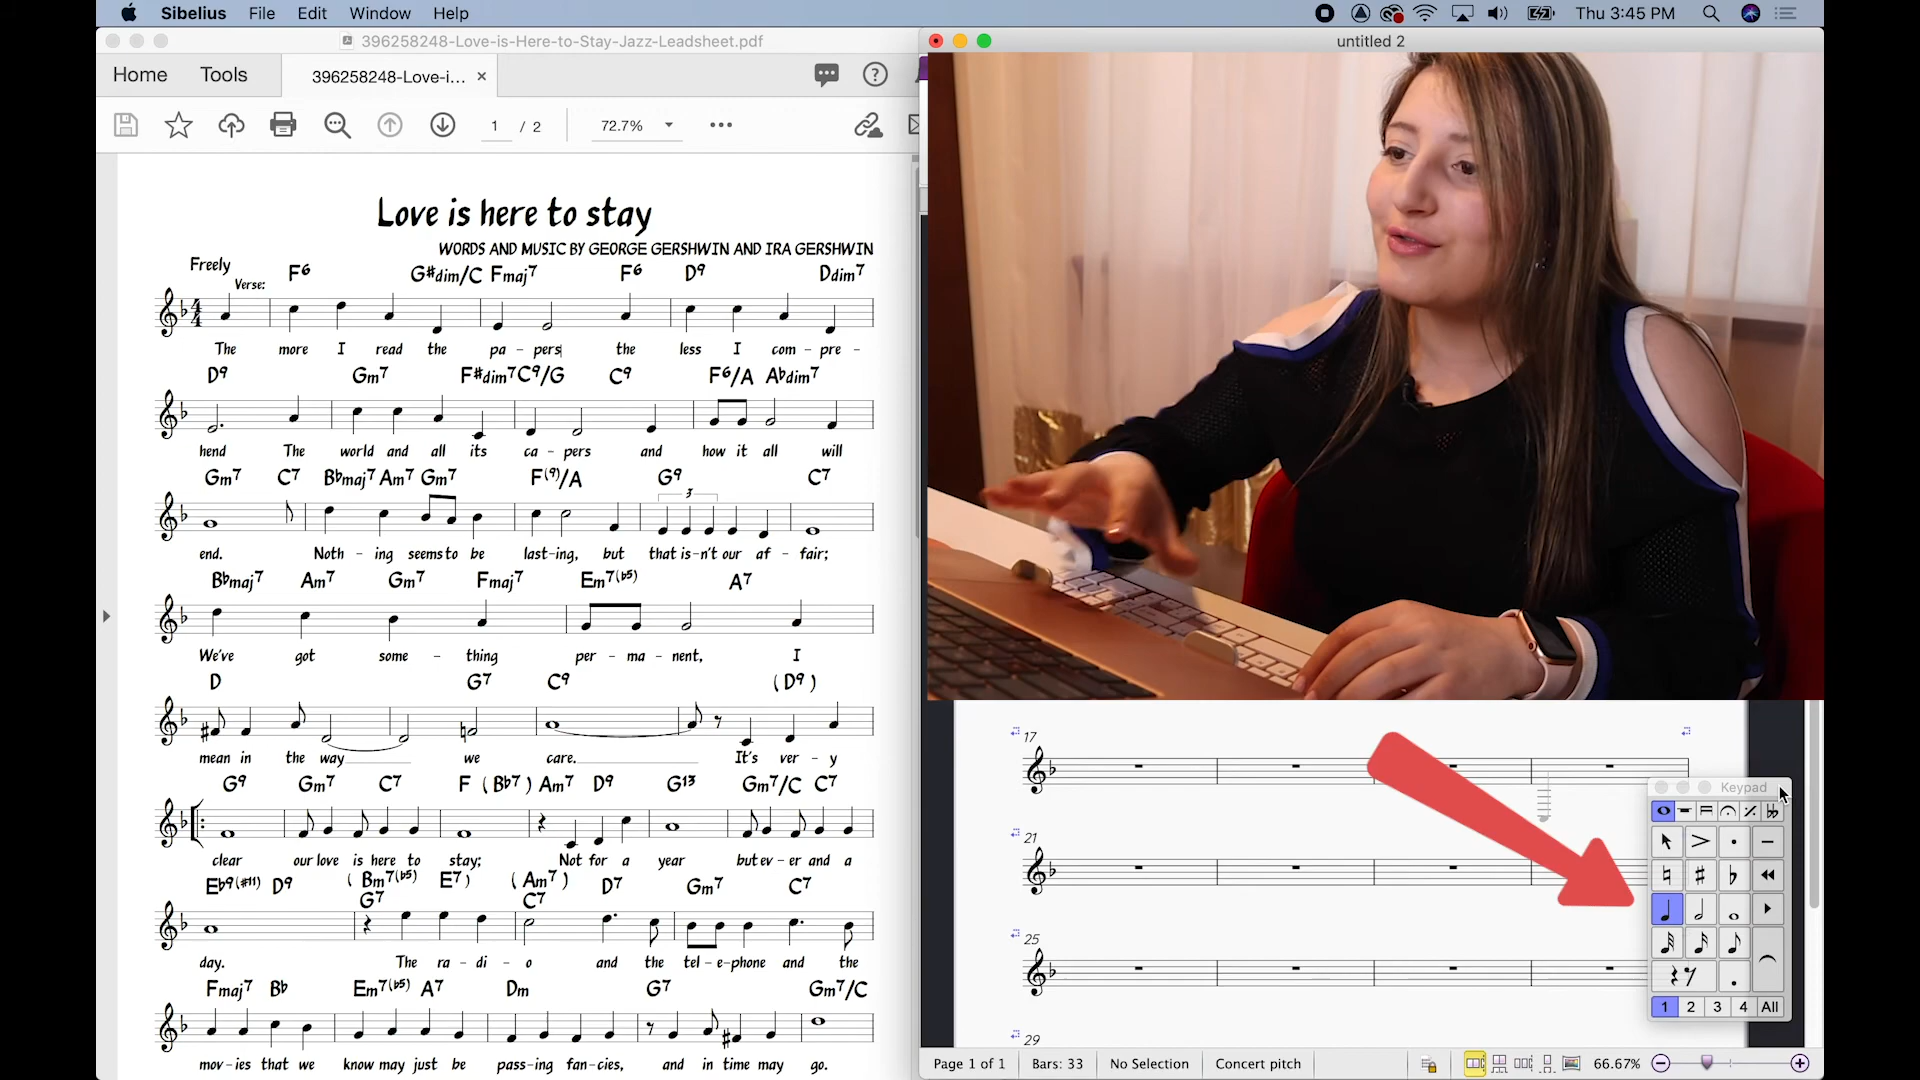 Sibelius File Edit Window Help Thu 3:45 PM
396258248-Love-is-Here-to-Stay-Jazz-Leadsheet.pdf
untitled 2
Home Tools 396258248-Love-i...
1 / 2 72.7%
Love is here to stay
WORDS AND MUSIC BY GEORGE GERSHWIN AND IRA GERSHWIN
Freely
Verse:
F6 G#dim/C Fmaj7 F6 D9 Ddim7
The more I read the pa - pers the less I com - pre -
D9 Gm7 F#dim7 C9/G C9 F6/A Abdim7
hend The world and all its ca - pers and how it all will
Gm7 C7 Bbmaj7 Am7 Gm7 F(9)/A G9 C7
3
end. Noth - ing seems to be last-ing, but that is-n't our af - fair;
Bbmaj7 Am7 Gm7 Fmaj7 Em7(b5) A7
We've got some - thing per - ma - nent, I
D G7 C9 (D9)
mean in the way we care. It's ver - y
G9 Gm7 C7 F (Bb7) Am7 D9 G13 Gm7/C C7
clear our love is here to stay; Not for a year but ev - er and a
Eb9(#11) D9 (Bm7(b5) E7) (Am7) D7 Gm7 C7
G7 C7
day. The ra - di - o and the tel - e-phone and the
Fmaj7 Bb Em7(b5) A7 Dm G7 Gm7/C
mov-ies that we know may just be pass-ing fan-cies, and in time may go.
17
Keypad
21
25
1 2 3 4 All
29
Page 1 of 1 Bars: 33 No Selection Concert pitch 66.67%